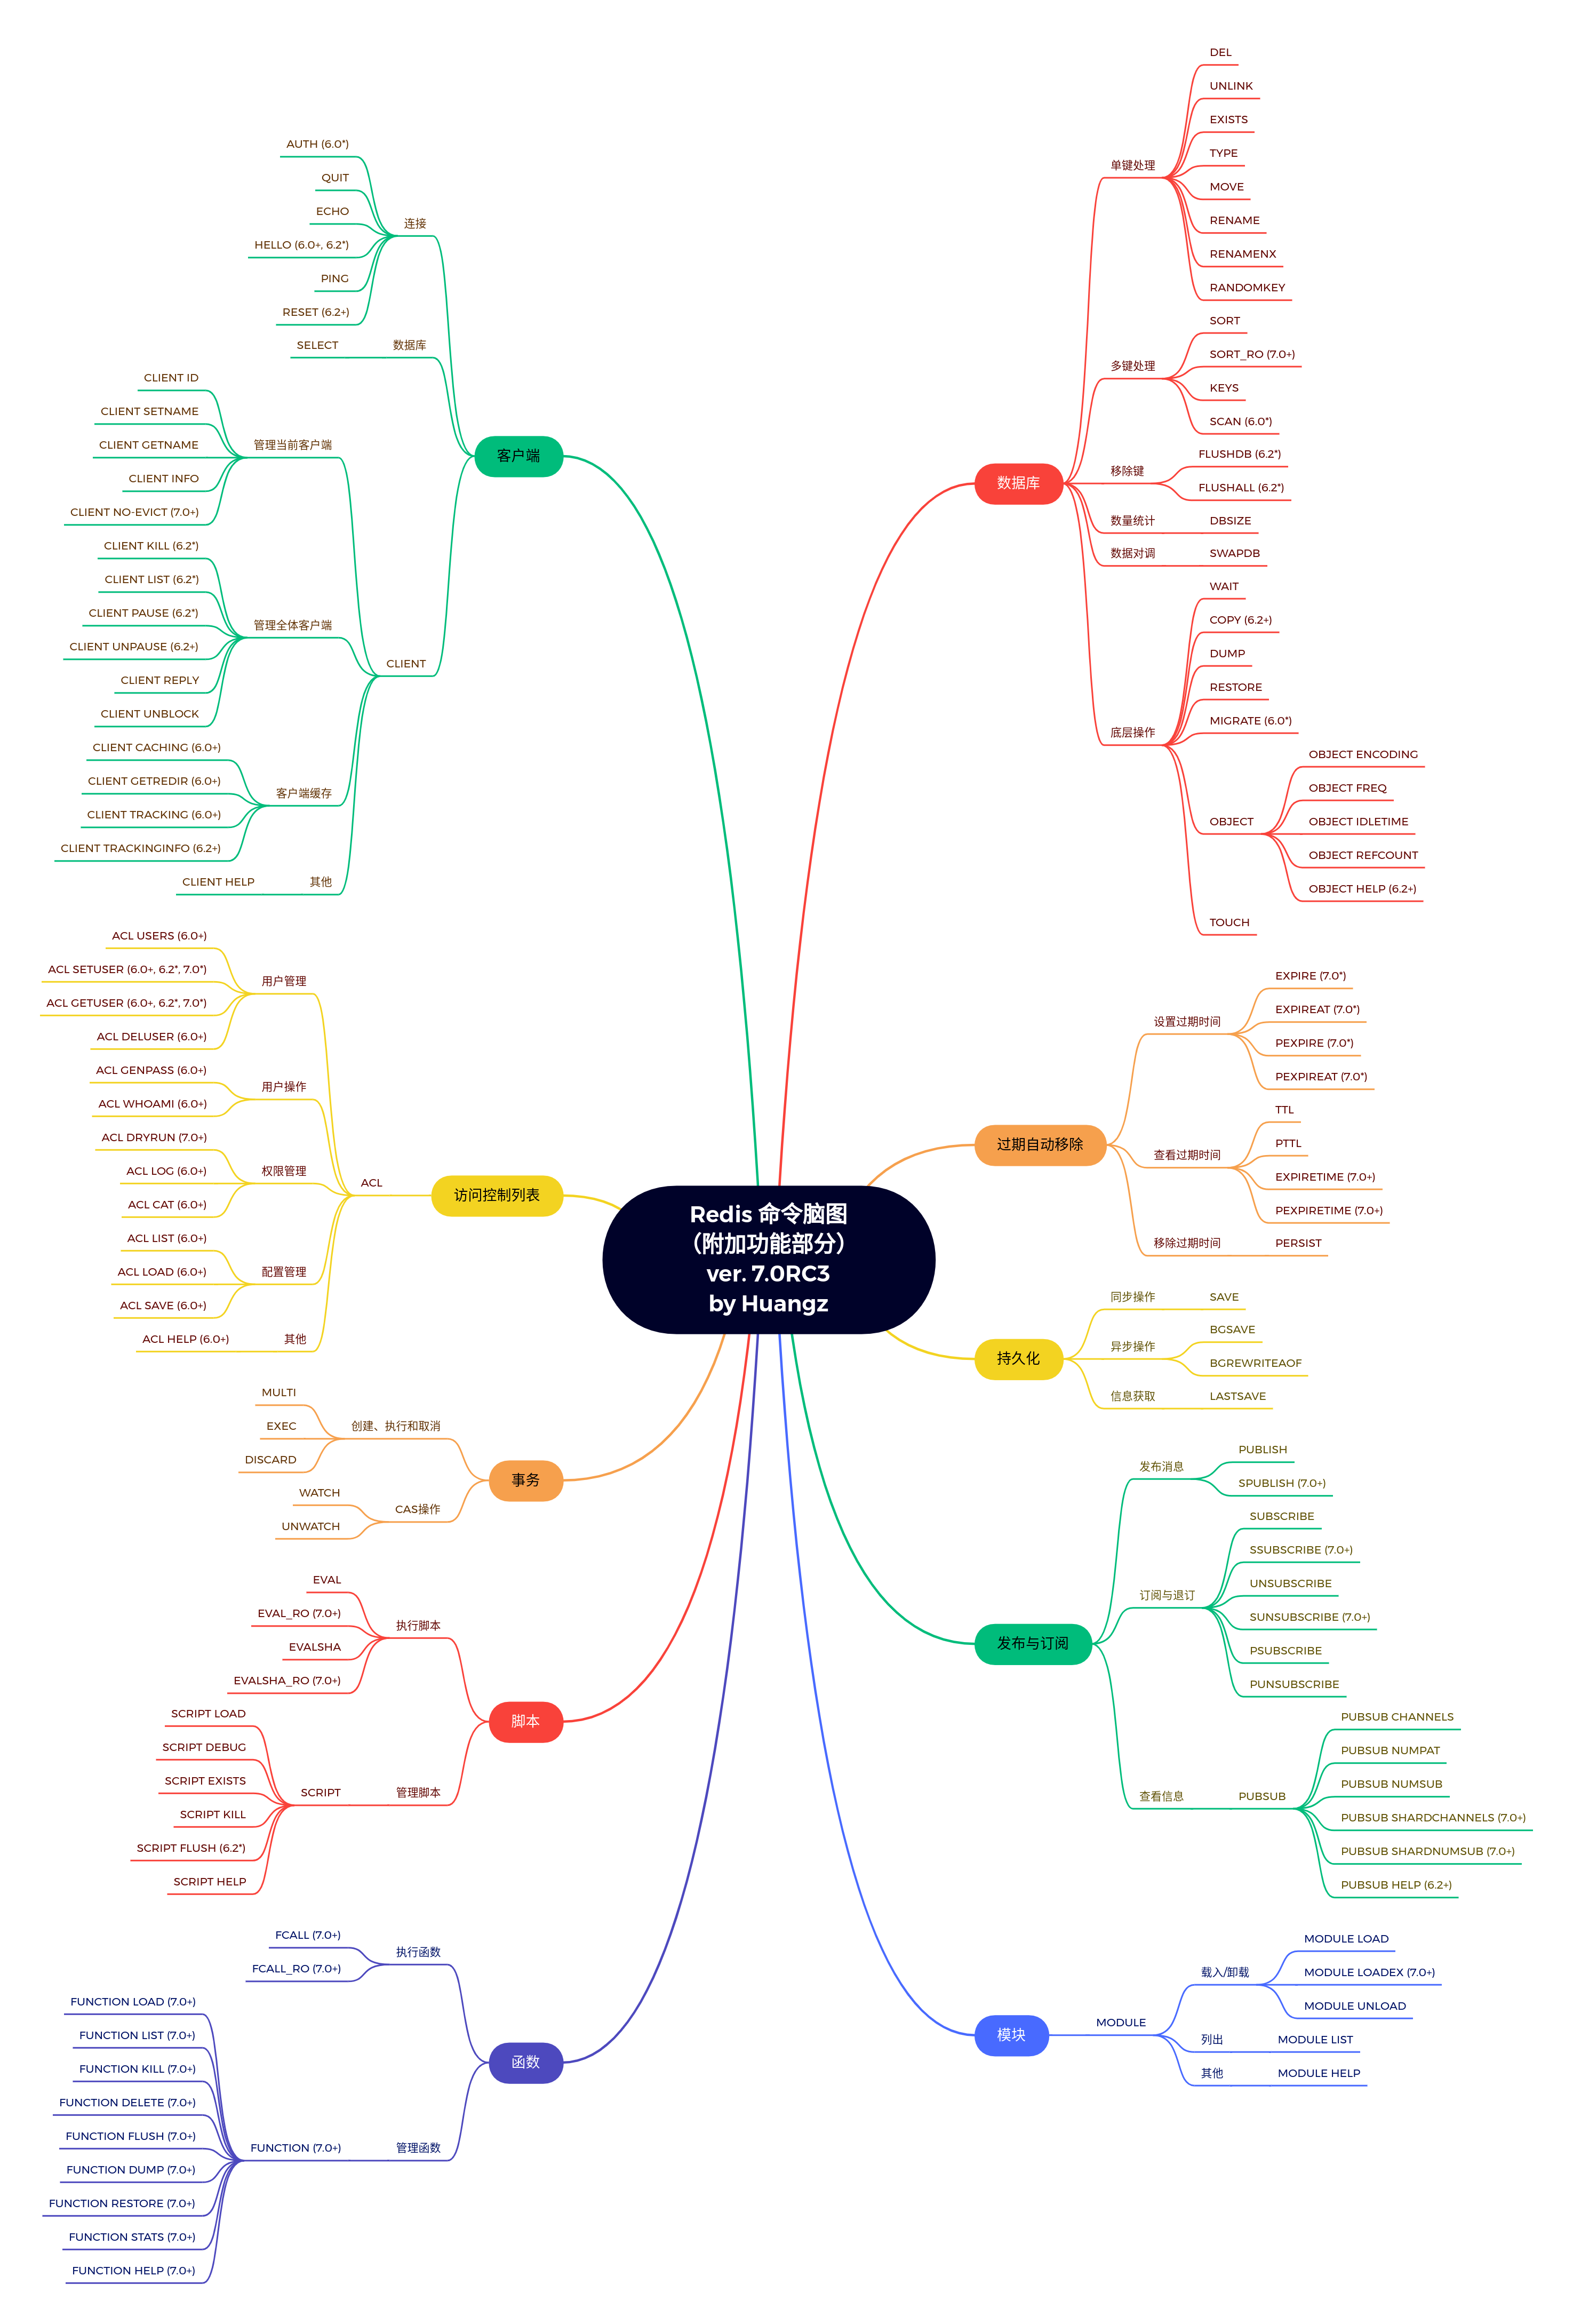 Redis 命令脑图
（附加功能部分）
ver. 7.0RC3
by Huangz
数据库
单键处理
DEL
UNLINK
EXISTS
TYPE
MOVE
RENAME
RENAMENX
RANDOMKEY
多键处理
SORT
SORT_RO (7.0+)
KEYS
SCAN (6.0*)
移除键
FLUSHDB (6.2*)
FLUSHALL (6.2*)
数量统计
DBSIZE
数据对调
SWAPDB
底层操作
WAIT
COPY (6.2+)
DUMP
RESTORE
MIGRATE (6.0*)
OBJECT
OBJECT ENCODING
OBJECT FREQ
OBJECT IDLETIME
OBJECT REFCOUNT
OBJECT HELP (6.2+)
TOUCH
过期自动移除
设置过期时间
EXPIRE (7.0*)
EXPIREAT (7.0*)
PEXPIRE (7.0*)
PEXPIREAT (7.0*)
查看过期时间
TTL
PTTL
EXPIRETIME (7.0+)
PEXPIRETIME (7.0+)
移除过期时间
PERSIST
持久化
同步操作
SAVE
异步操作
BGSAVE
BGREWRITEAOF
信息获取
LASTSAVE
发布与订阅
发布消息
PUBLISH
SPUBLISH (7.0+)
订阅与退订
SUBSCRIBE
SSUBSCRIBE (7.0+)
UNSUBSCRIBE
SUNSUBSCRIBE (7.0+)
PSUBSCRIBE
PUNSUBSCRIBE
查看信息
PUBSUB
PUBSUB CHANNELS
PUBSUB NUMPAT
PUBSUB NUMSUB
PUBSUB SHARDCHANNELS (7.0+)
PUBSUB SHARDNUMSUB (7.0+)
PUBSUB HELP (6.2+)
模块
MODULE
载入/卸载
MODULE LOAD
MODULE LOADEX (7.0+)
MODULE UNLOAD
列出
MODULE LIST
其他
MODULE HELP
客户端
连接
AUTH (6.0*)
QUIT
ECHO
HELLO (6.0+, 6.2*)
PING
RESET (6.2+)
数据库
SELECT
CLIENT
管理当前客户端
CLIENT ID
CLIENT SETNAME
CLIENT GETNAME
CLIENT INFO
CLIENT NO-EVICT (7.0+)
管理全体客户端
CLIENT KILL (6.2*)
CLIENT LIST (6.2*)
CLIENT PAUSE (6.2*)
CLIENT UNPAUSE (6.2+)
CLIENT REPLY
CLIENT UNBLOCK
客户端缓存
CLIENT CACHING (6.0+)
CLIENT GETREDIR (6.0+)
CLIENT TRACKING (6.0+)
CLIENT TRACKINGINFO (6.2+)
其他
CLIENT HELP
访问控制列表
ACL
用户管理
ACL USERS (6.0+)
ACL SETUSER (6.0+, 6.2*, 7.0*)
ACL GETUSER (6.0+, 6.2*, 7.0*)
ACL DELUSER (6.0+)
用户操作
ACL GENPASS (6.0+)
ACL WHOAMI (6.0+)
权限管理
ACL DRYRUN (7.0+)
ACL LOG (6.0+)
ACL CAT (6.0+)
配置管理
ACL LIST (6.0+)
ACL LOAD (6.0+)
ACL SAVE (6.0+)
其他
ACL HELP (6.0+)
事务
创建、执行和取消
MULTI
EXEC
DISCARD
CAS操作
WATCH
UNWATCH
脚本
执行脚本
EVAL
EVAL_RO (7.0+)
EVALSHA
EVALSHA_RO (7.0+)
管理脚本
SCRIPT
SCRIPT LOAD
SCRIPT DEBUG
SCRIPT EXISTS
SCRIPT KILL
SCRIPT FLUSH (6.2*)
SCRIPT HELP
函数
执行函数
FCALL (7.0+)
FCALL_RO (7.0+)
管理函数
FUNCTION (7.0+)
FUNCTION LOAD (7.0+)
FUNCTION LIST (7.0+)
FUNCTION KILL (7.0+)
FUNCTION DELETE (7.0+)
FUNCTION FLUSH (7.0+)
FUNCTION DUMP (7.0+)
FUNCTION RESTORE (7.0+)
FUNCTION STATS (7.0+)
FUNCTION HELP (7.0+)